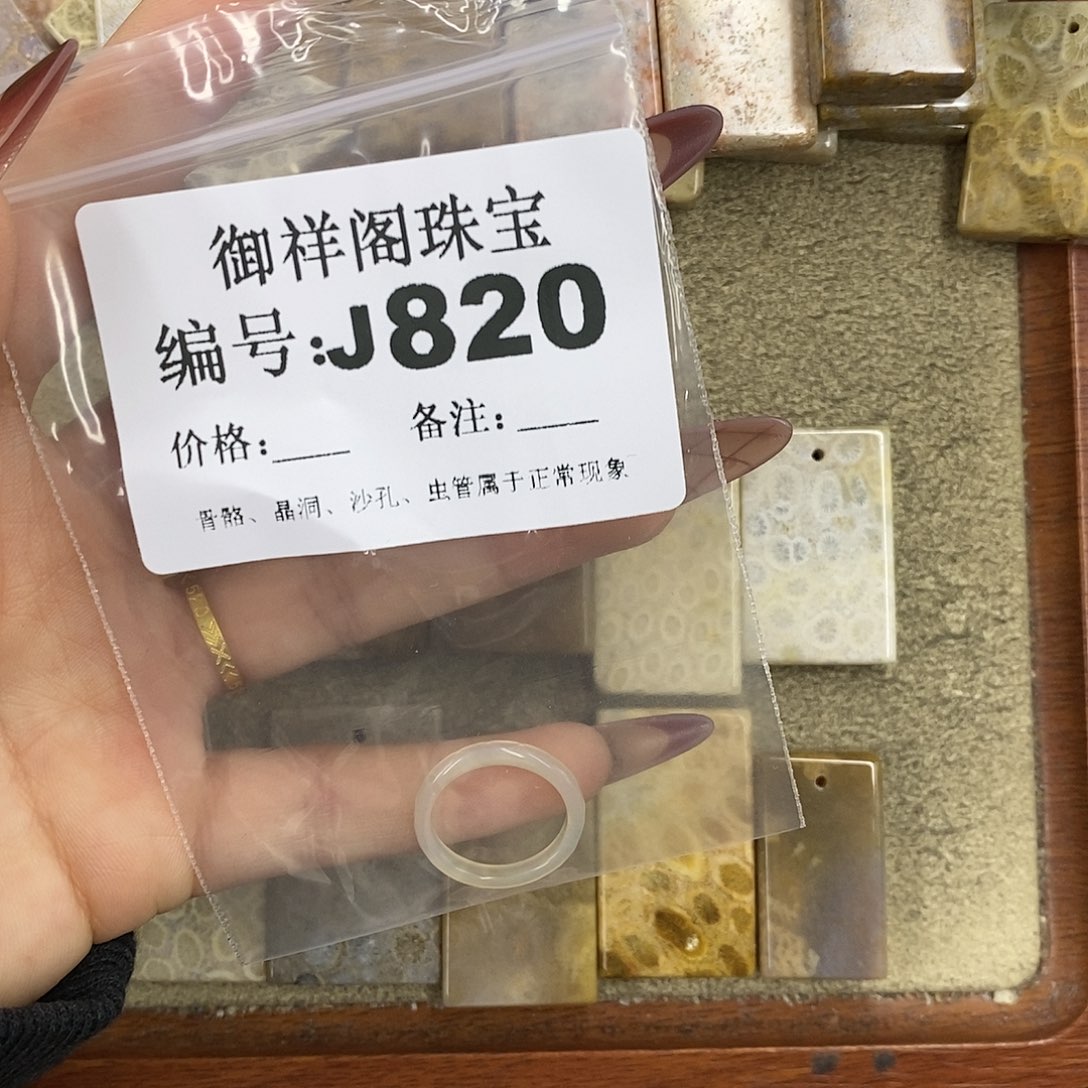 御祥阁珠宝
编号:J820
价格:___ 备注:____
骨骼、晶洞、沙孔、虫管属于正常现象